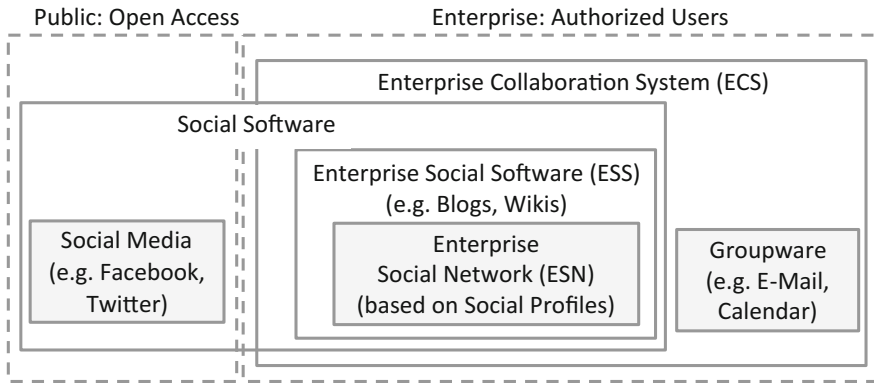 Public: Open Access
Enterprise: Authorized Users
Enterprise Collaboration System (ECS)
Social Software
Enterprise Social Software (ESS)
(e.g. Blogs, Wikis)
Social Media
(e.g. Facebook,
Twitter)
Enterprise
Social Network (ESN)
(based on Social Profiles)
Groupware
(e.g. E-Mail,
Calendar)